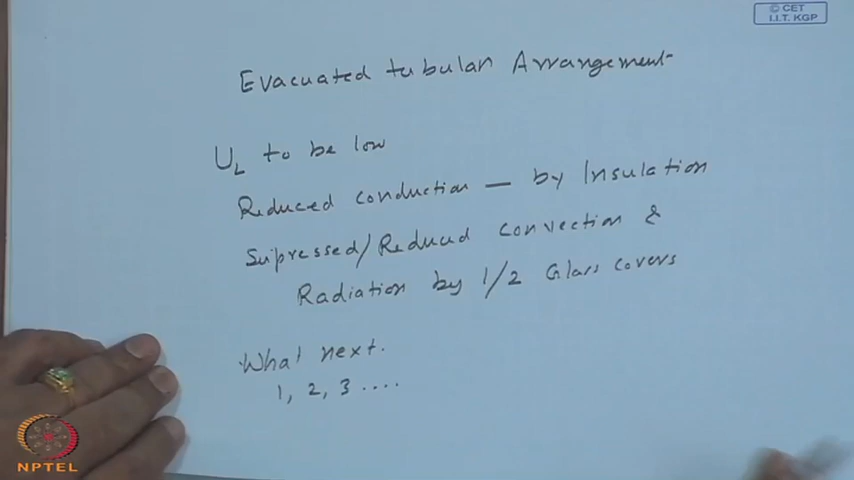 © CET
I.I.T. KGP
Evacuated tubular Arrangement
UL to be low
Reduced conduction — by Insulation
Suipressed/Reduced convection &
Radiation by 1/2 Glass covers
What next.
1, 2, 3 ....
NPTEL